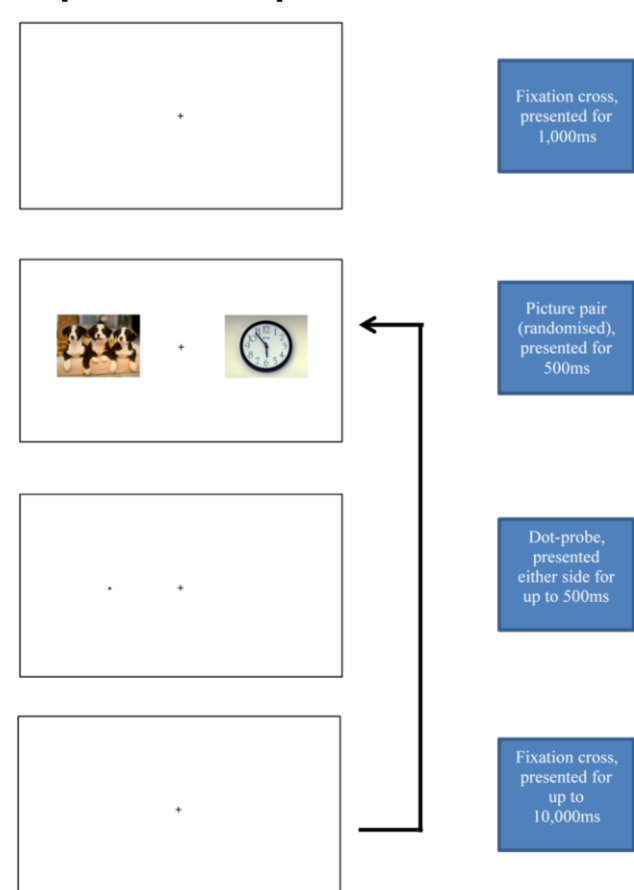 Fixation cross,
presented for
1,000ms
Picture pair
(randomised),
presented for
500ms
Dot-probe,
presented
either side for
up to 500ms
Fixation cross,
presented for
up to
10,000ms